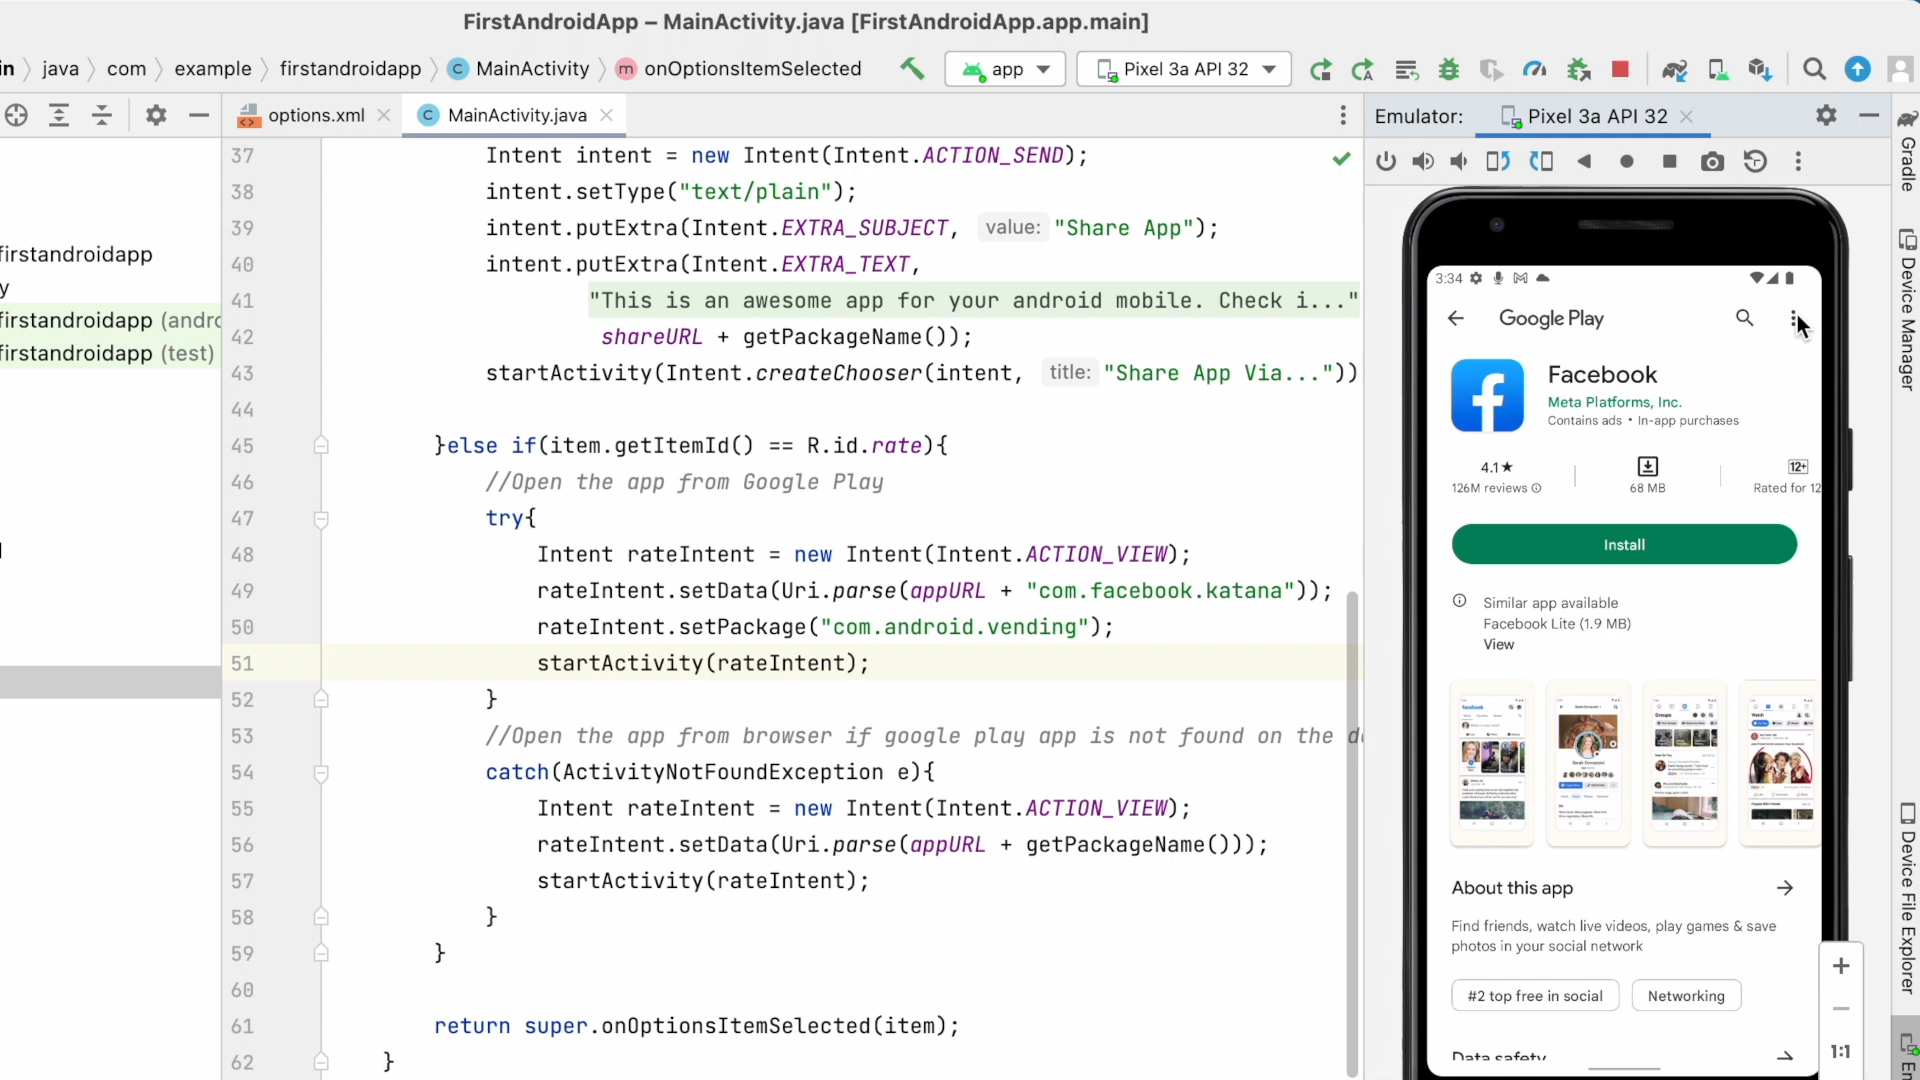 FirstAndroidApp – MainActivity.java [FirstAndroidApp.app.main]
in java com example firstandroidapp C MainActivity m onOptionsItemSelected app Pixel 3a API 32
options.xml C MainActivity.java Emulator: Pixel 3a API 32
firstandroidapp
y
firstandroidapp (andro
firstandroidapp (test)
37 Intent intent = new Intent(Intent.ACTION_SEND);
38 intent.setType("text/plain");
39 intent.putExtra(Intent.EXTRA_SUBJECT, value: "Share App");
40 intent.putExtra(Intent.EXTRA_TEXT,
41 "This is an awesome app for your android mobile. Check i..."
42 shareURL + getPackageName());
43 startActivity(Intent.createChooser(intent, title: "Share App Via..."))
44
45 }else if(item.getItemId() == R.id.rate){
46 //Open the app from Google Play
47 try{
48 Intent rateIntent = new Intent(Intent.ACTION_VIEW);
49 rateIntent.setData(Uri.parse(appURL + "com.facebook.katana"));
50 rateIntent.setPackage("com.android.vending");
51 startActivity(rateIntent);
52 }
53 //Open the app from browser if google play app is not found on the de
54 catch(ActivityNotFoundException e){
55 Intent rateIntent = new Intent(Intent.ACTION_VIEW);
56 rateIntent.setData(Uri.parse(appURL + getPackageName()));
57 startActivity(rateIntent);
58 }
59 }
60
61 return super.onOptionsItemSelected(item);
62 }
3:34
Google Play
Facebook
Meta Platforms, Inc.
Contains ads • In-app purchases
4.1★
126M reviews
68 MB
12+
Rated for 12
Install
Similar app available
Facebook Lite (1.9 MB)
View
About this app
Find friends, watch live videos, play games & save
photos in your social network
#2 top free in social
Networking
Data safety
1:1
Gradle
Device Manager
Device File Explorer